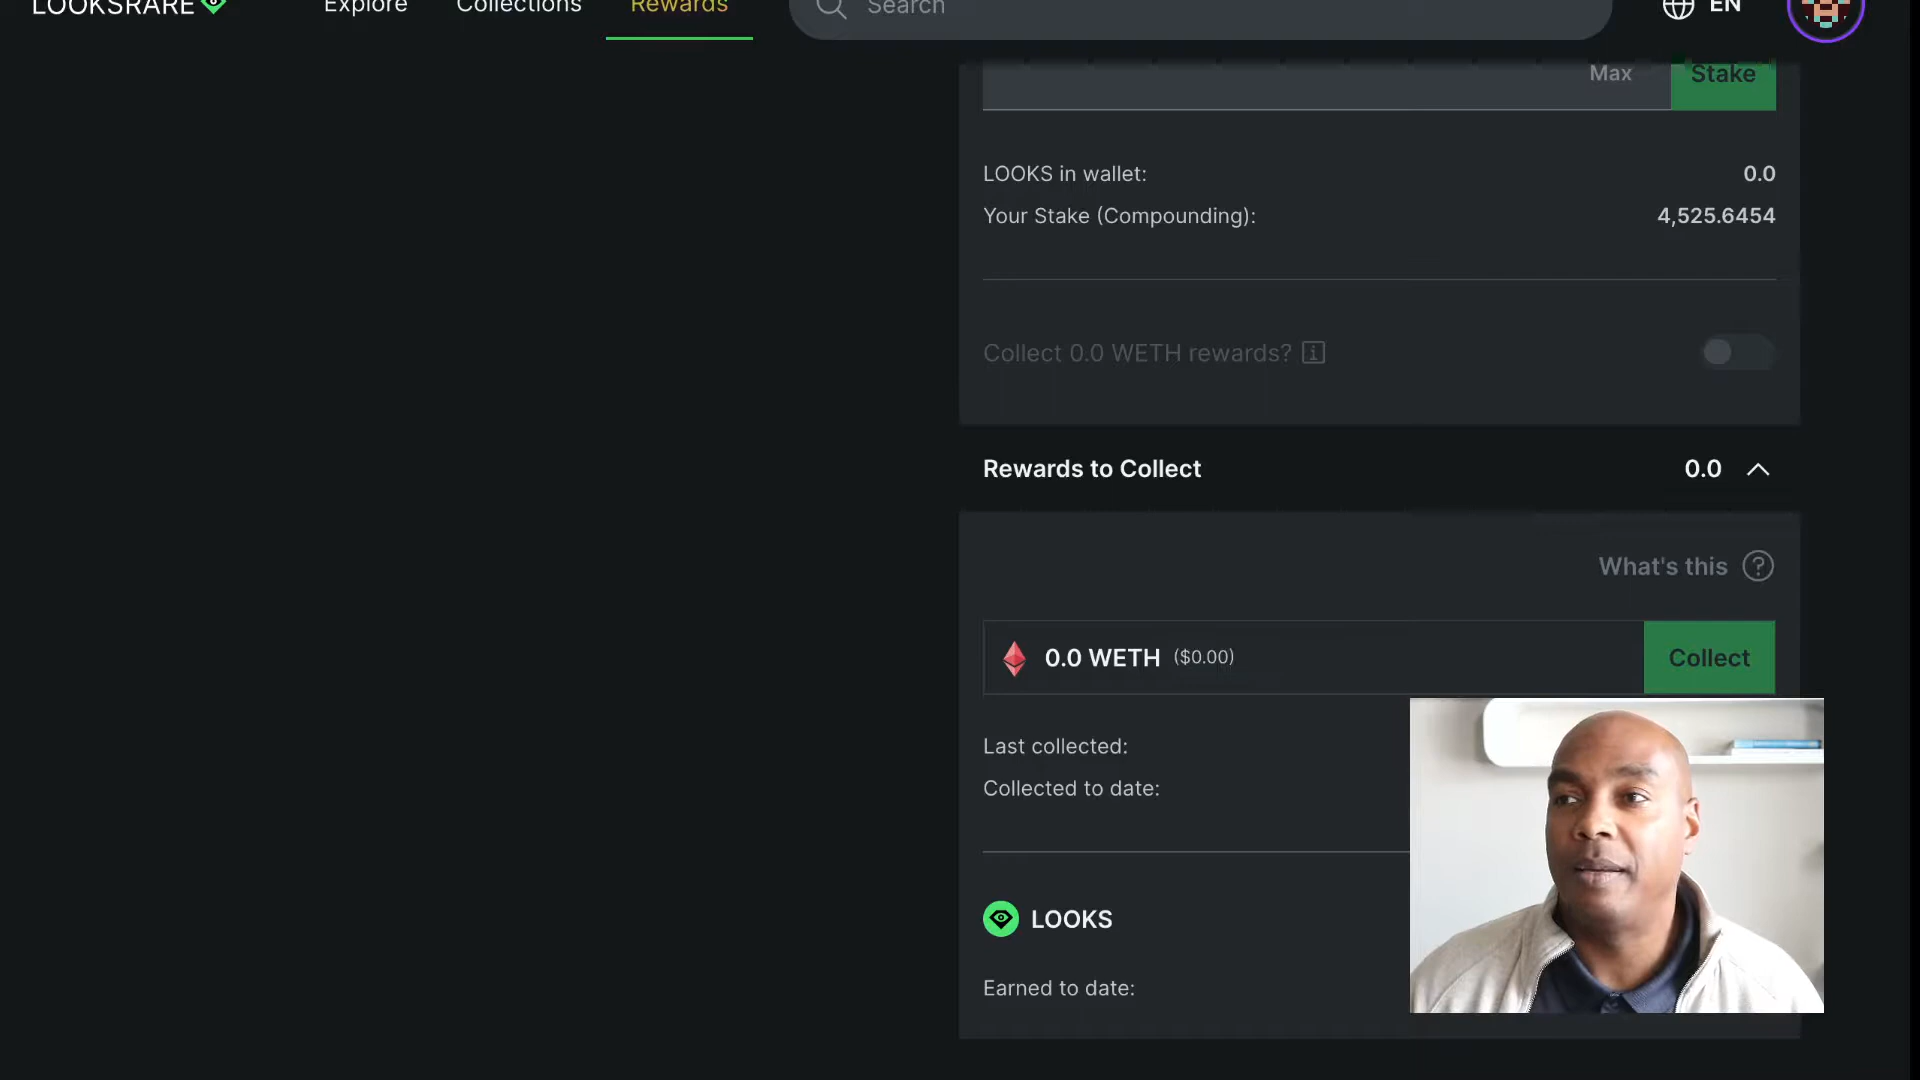 LOOKSRARE
Explore
Collections
Rewards
Search
EN
Max
Stake
LOOKS in wallet:
0.0
Your Stake (Compounding):
4,525.6454
Collect 0.0 WETH rewards?
Rewards to Collect
0.0
What's this ?
0.0 WETH ($0.00)
Collect
Last collected:
Collected to date:
LOOKS
Earned to date: